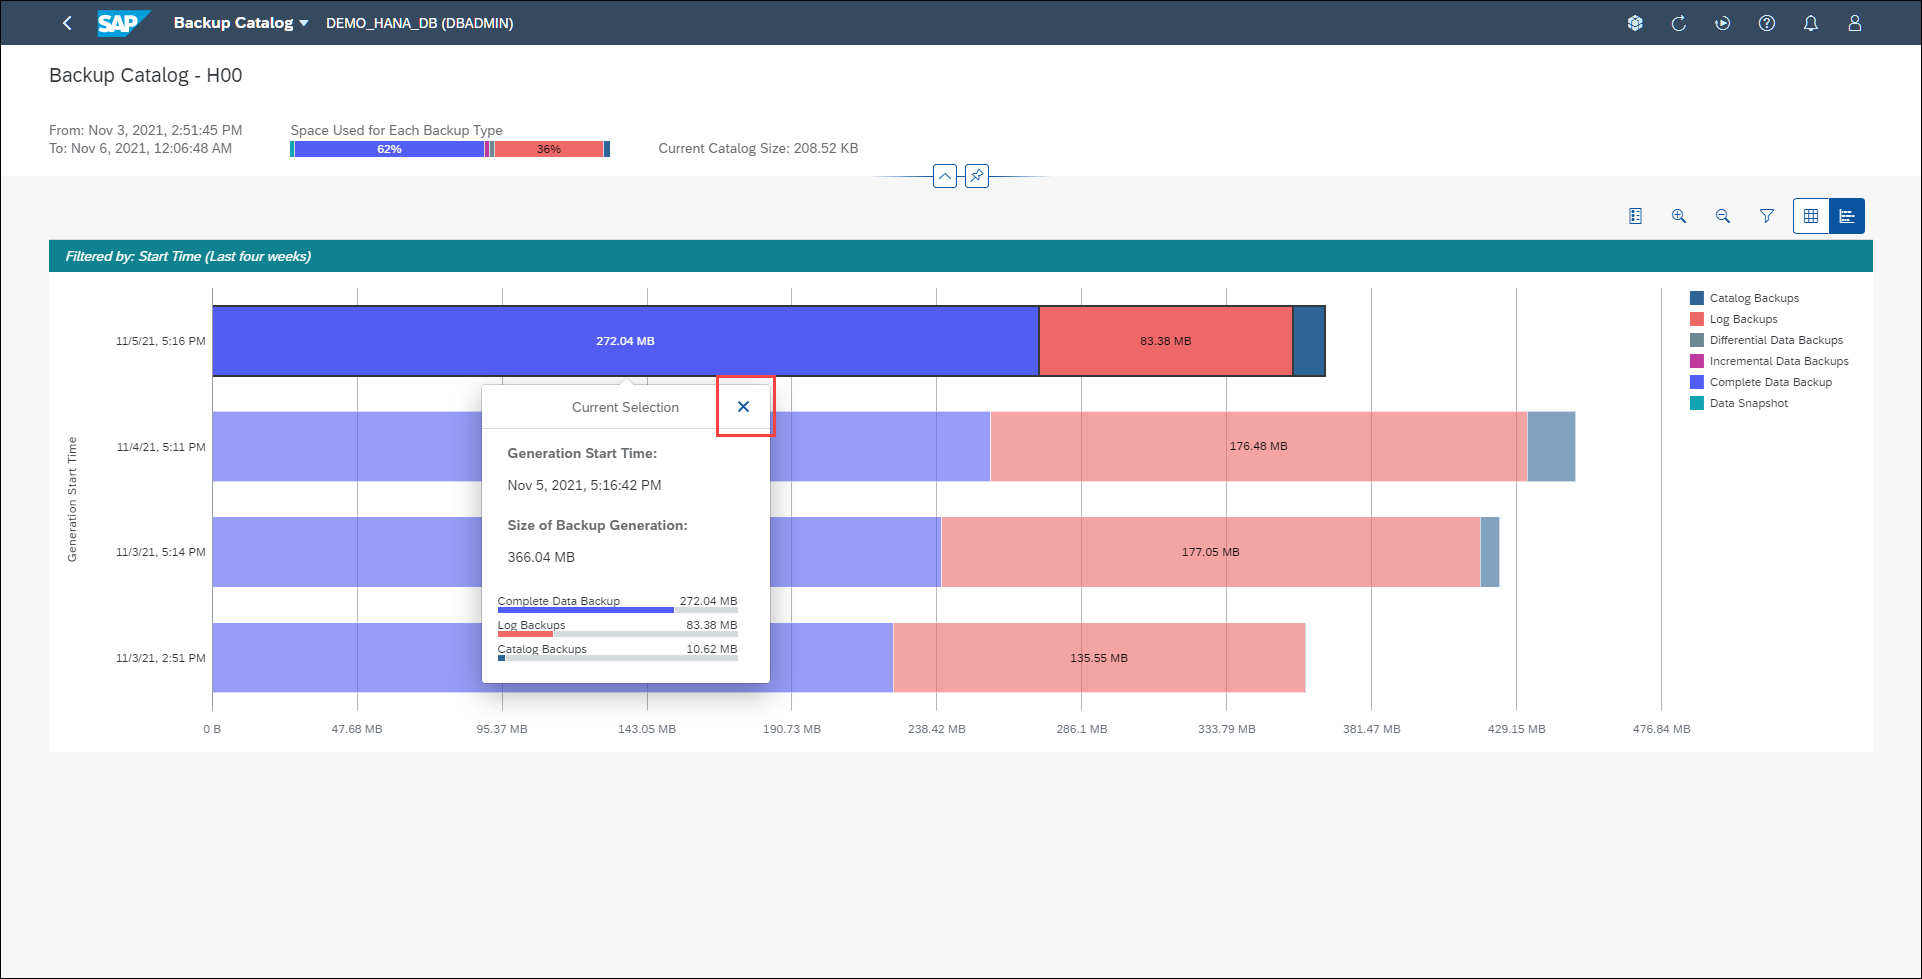 SAP Backup Catalog DEMO_HANA_DB (DBADMIN)
Backup Catalog - H00
From: Nov 3, 2021, 2:51:45 PM
To: Nov 6, 2021, 12:06:48 AM
Space Used for Each Backup Type
62% 36%
Current Catalog Size: 208.52 KB
Filtered by: Start Time (Last four weeks)
Generation Start Time
11/5/21, 5:16 PM 272.04 MB 83.38 MB
11/4/21, 5:11 PM 176.48 MB
11/3/21, 5:14 PM 177.05 MB
11/3/21, 2:51 PM 135.55 MB
0 B 47.68 MB 95.37 MB 143.05 MB 190.73 MB 238.42 MB 286.1 MB 333.79 MB 381.47 MB 429.15 MB 476.84 MB
Catalog Backups
Log Backups
Differential Data Backups
Incremental Data Backups
Complete Data Backup
Data Snapshot
Current Selection
Generation Start Time:
Nov 5, 2021, 5:16:42 PM
Size of Backup Generation:
366.04 MB
Complete Data Backup 272.04 MB
Log Backups 83.38 MB
Catalog Backups 10.62 MB